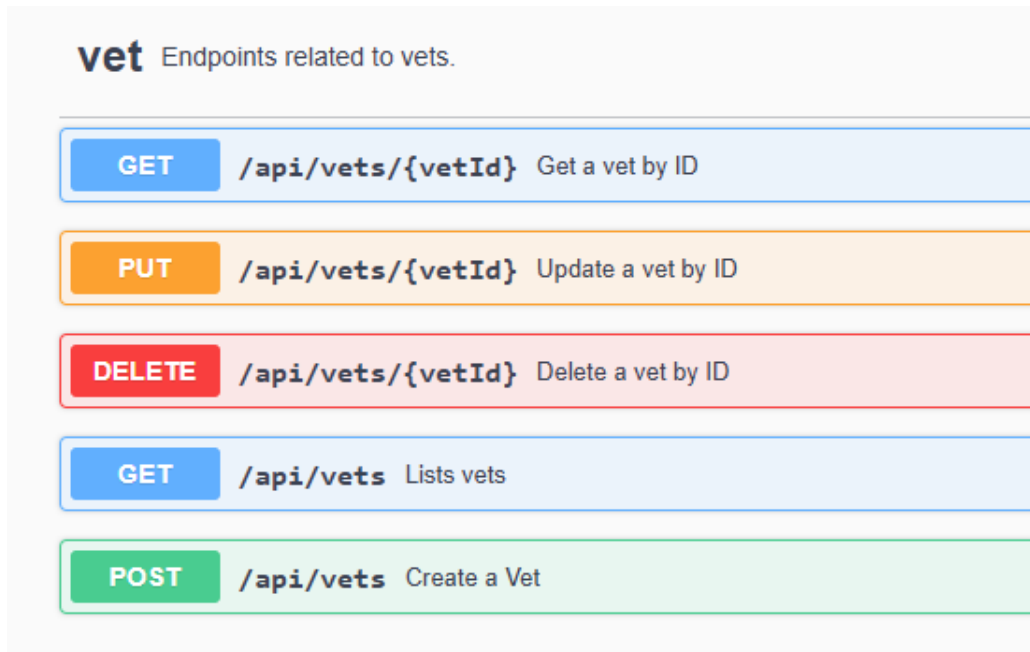 vet Endpoints related to vets.
GET /api/vets/{vetId} Get a vet by ID
PUT /api/vets/{vetId} Update a vet by ID
DELETE /api/vets/{vetId} Delete a vet by ID
GET /api/vets Lists vets
POST /api/vets Create a Vet